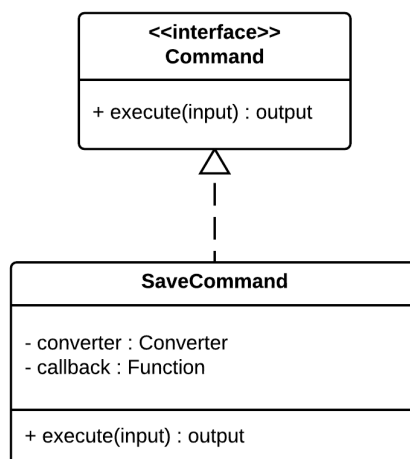 <<interface>>
Command
+ execute(input) : output
SaveCommand
- converter : Converter
- callback : Function
+ execute(input) : output